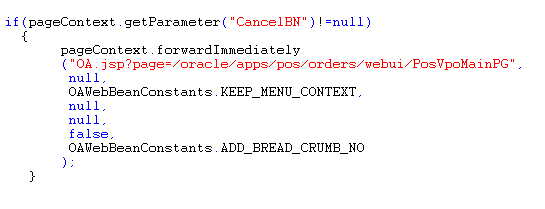 if(pageContext.getParameter("CancelBN")!=null)
{
pageContext.forwardImmediately
("OA.jsp?page=/oracle/apps/pos/orders/webui/PosVpoMainPG",
null,
OAWebBeanConstants.KEEP_MENU_CONTEXT,
null,
null,
false,
OAWebBeanConstants.ADD_BREAD_CRUMB_NO
);
}